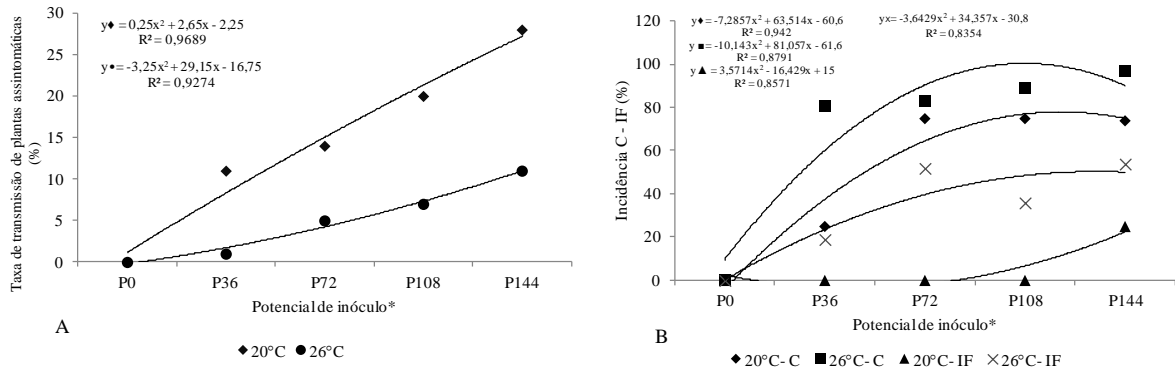 y♦ = 0,25x² + 2,65x - 2,25
R² = 0,9689
y● = -3,25x² + 29,15x - 16,75
R² = 0,9274
Taxa de transmissão de plantas assintomáticas
(%)
30
25
20
15
10
5
0
P0 P36 P72 P108 P144
Potencial de inóculo*
A
♦ 20°C ● 26°C
y♦ = -7,2857x² + 63,514x - 60,6
R² = 0,942
y ■ = -10,143x² + 81,057x - 61,6
R² = 0,8791
y ▲ = 3,5714x² - 16,429x + 15
R² = 0,8571
y× = -3,6429x² + 34,357x - 30,8
R² = 0,8354
Incidência C - IF (%)
120
100
80
60
40
20
0
P0 P36 P72 P108 P144
Potencial de inóculo*
B
♦ 20°C- C ■ 26°C- C ▲ 20°C- IF × 26°C- IF